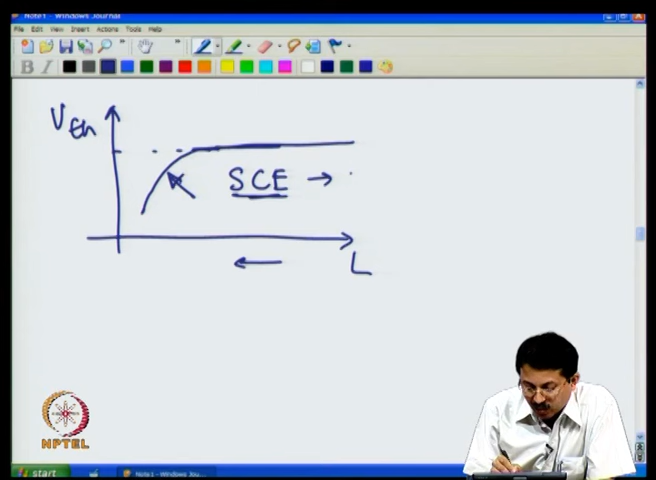 Note1 - Windows Journal
File Edit View Insert Actions Tools Help
B I
Vth
SCE →
L
NPTEL
start
Note1 - Windows Jou...